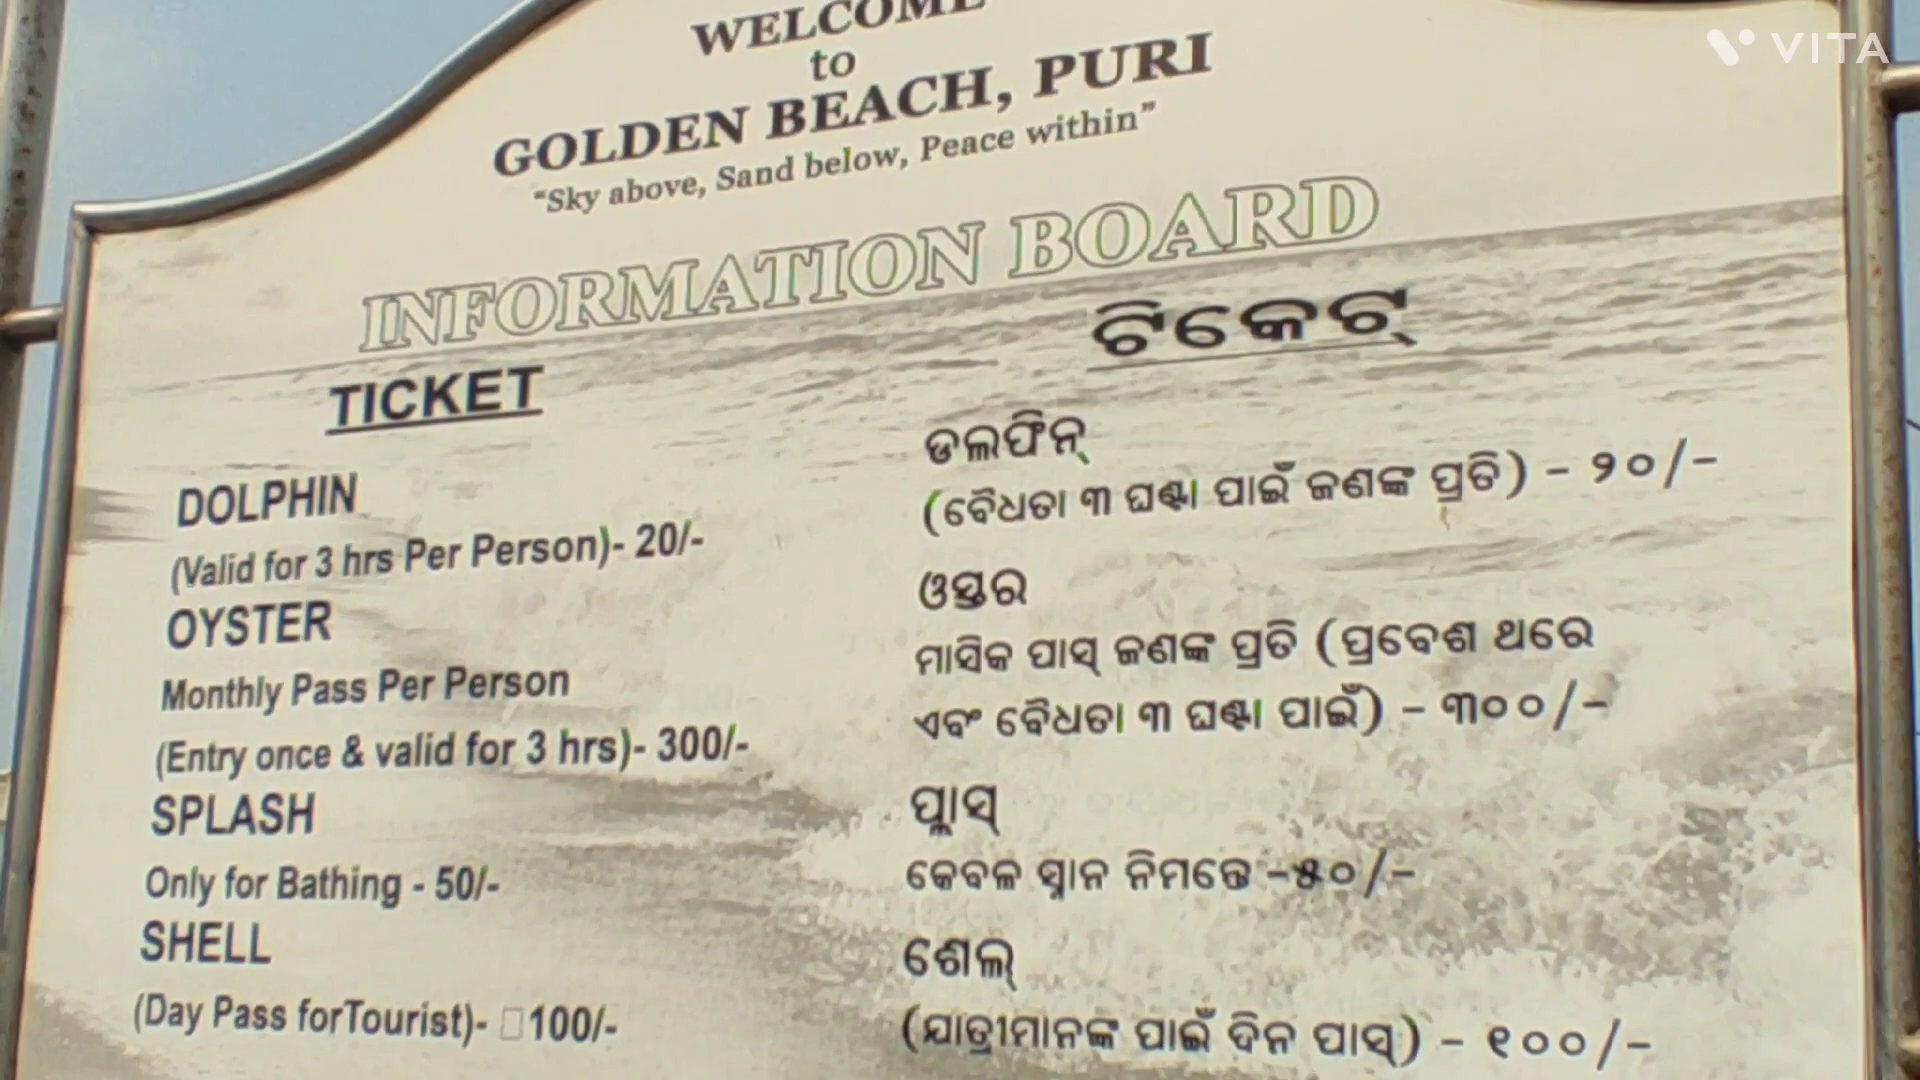 VITA
WELCOME
to
GOLDEN BEACH, PURI
“Sky above, Sand below, Peace within”
INFORMATION BOARD
TICKET
DOLPHIN
(Valid for 3 hrs Per Person)- 20/-
OYSTER
Monthly Pass Per Person
(Entry once & valid for 3 hrs)- 300/-
SPLASH
Only for Bathing - 50/-
SHELL
(Day Pass forTourist)- □100/-
ଟିକେଟ୍
ଡଲଫିନ୍
(ବୈଧତା ୩ ଘଣ୍ଟା ପାଇଁ ଜଣଙ୍କ ପ୍ରତି) - ୨୦/-
ଓସ୍ତର
ମାସିକ ପାସ୍ ଜଣଙ୍କ ପ୍ରତି (ପ୍ରବେଶ ଥରେ
ଏବଂ ବୈଧତା ୩ ଘଣ୍ଟା ପାଇଁ) - ୩୦୦/-
ପ୍ଲାସ୍
କେବଳ ସ୍ନାନ ନିମନ୍ତେ -୫୦/-
ଶେଲ୍
(ଯାତ୍ରୀମାନଙ୍କ ପାଇଁ ଦିନ ପାସ୍) - ୧୦୦/-